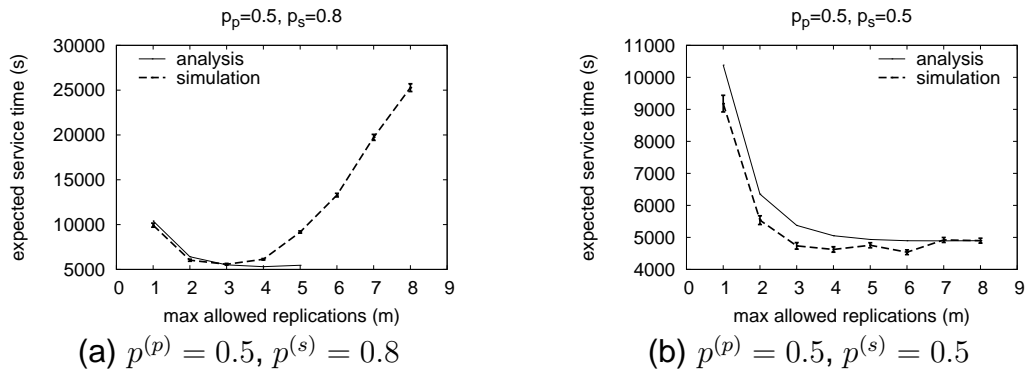 p_p=0.5, p_s=0.8
30000
25000
20000
15000
10000
5000
expected service time (s)
analysis
simulation
0 1 2 3 4 5 6 7 8 9
max allowed replications (m)
(a) p^(p) = 0.5, p^(s) = 0.8
p_p=0.5, p_s=0.5
11000
10000
9000
8000
7000
6000
5000
4000
expected service time (s)
analysis
simulation
0 1 2 3 4 5 6 7 8 9
max allowed replications (m)
(b) p^(p) = 0.5, p^(s) = 0.5